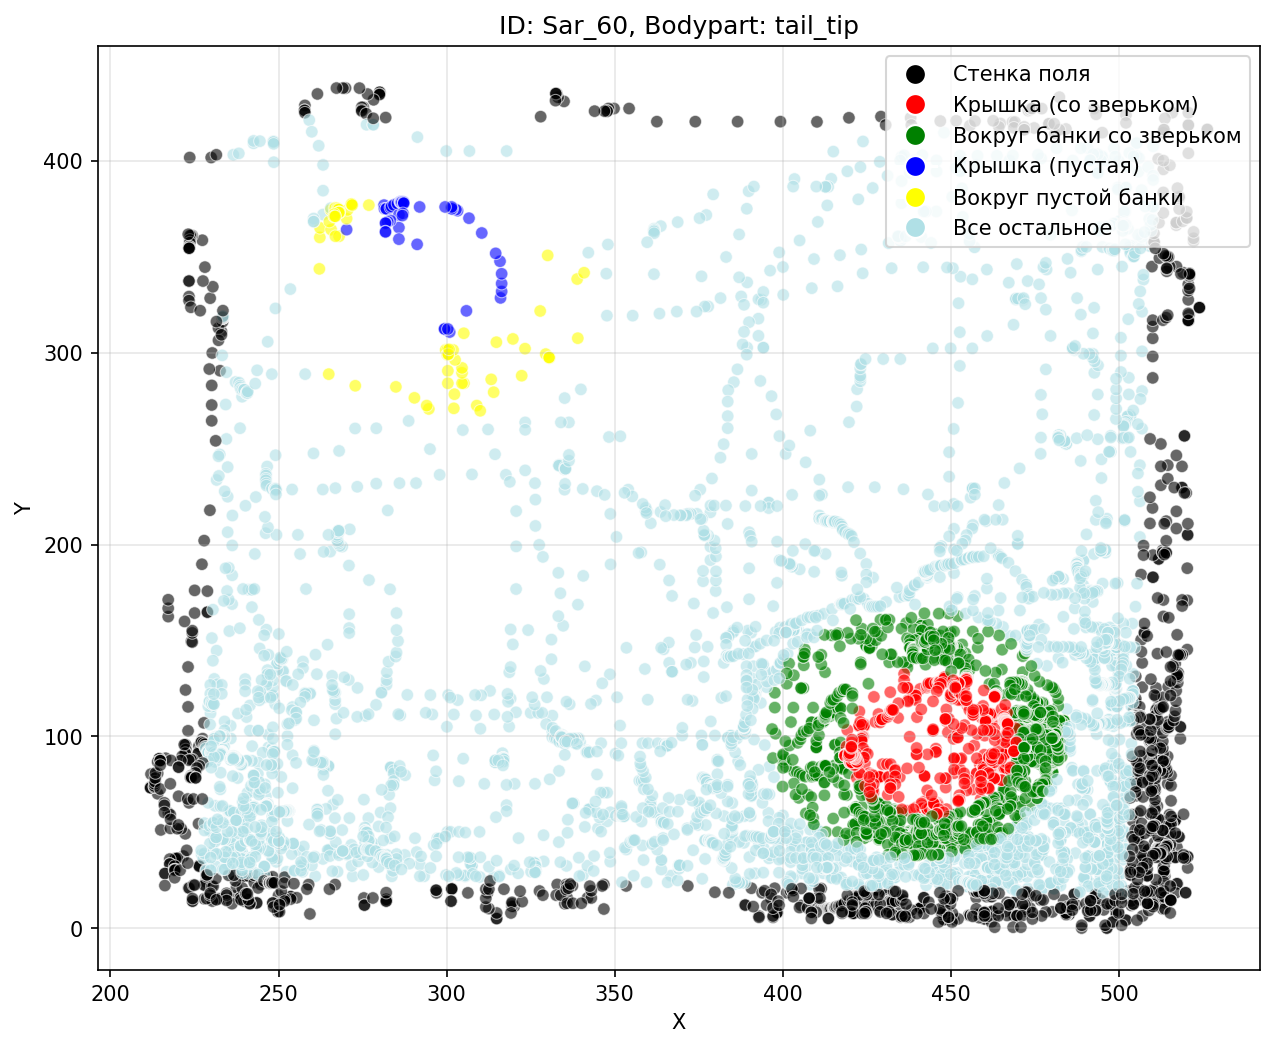 ID: Sar_60, Bodypart: tail_tip
Стенка поля
Крышка (со зверьком)
Вокруг банки со зверьком
Крышка (пустая)
Вокруг пустой банки
Все остальное
400
300
200
100
0
Y
200 250 300 350 400 450 500
X